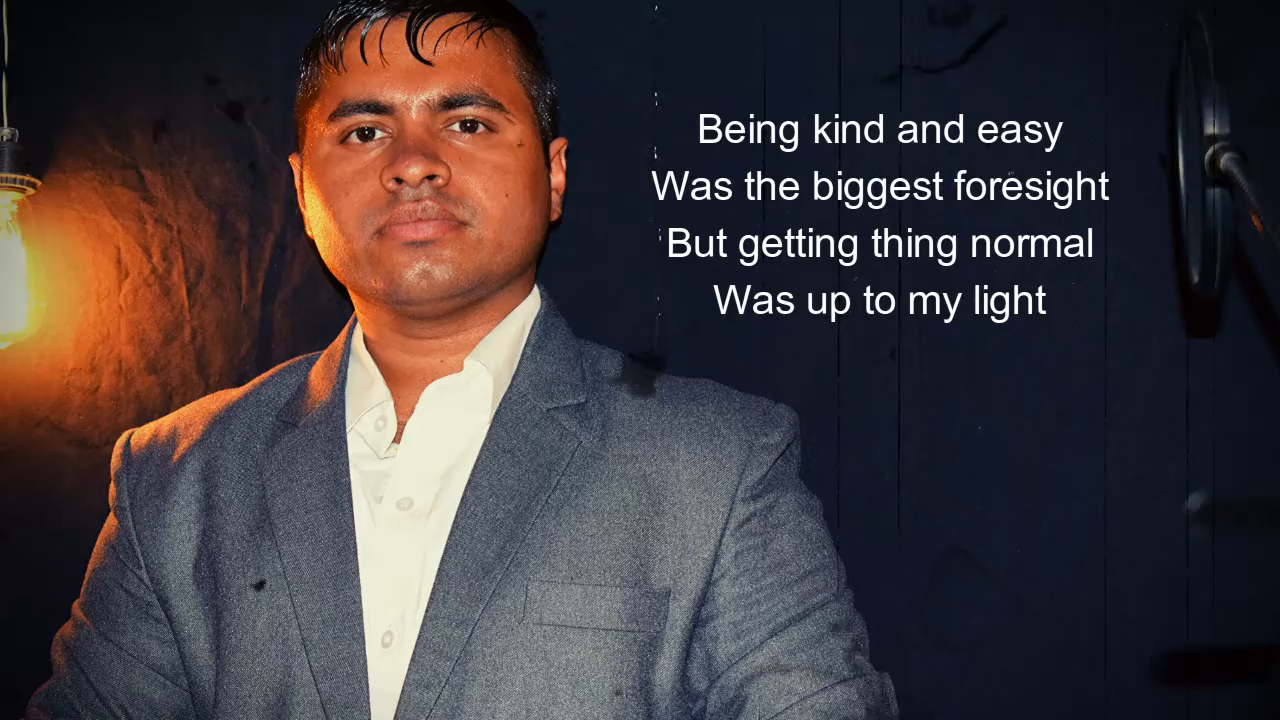 Being kind and easy
Was the biggest foresight
But getting thing normal
Was up to my light